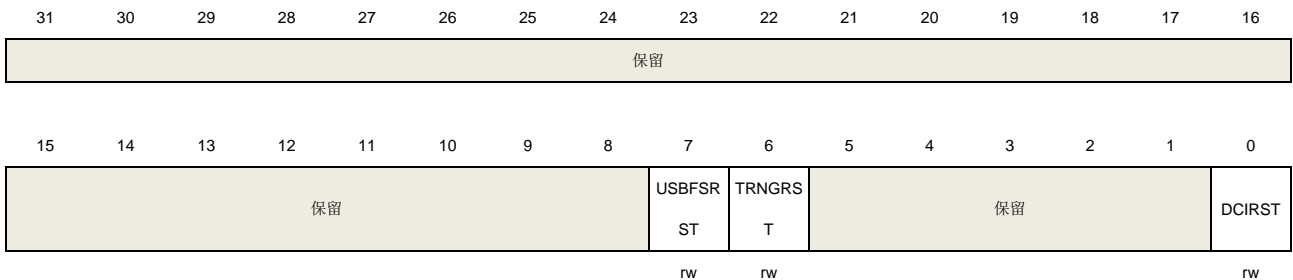 31 30 29 28 27 26 25 24 23 22 21 20 19 18 17 16
保留
15 14 13 12 11 10 9 8 7 6 5 4 3 2 1 0
保留 USBFSR ST TRNGRS T 保留 DCIRST
rw rw rw